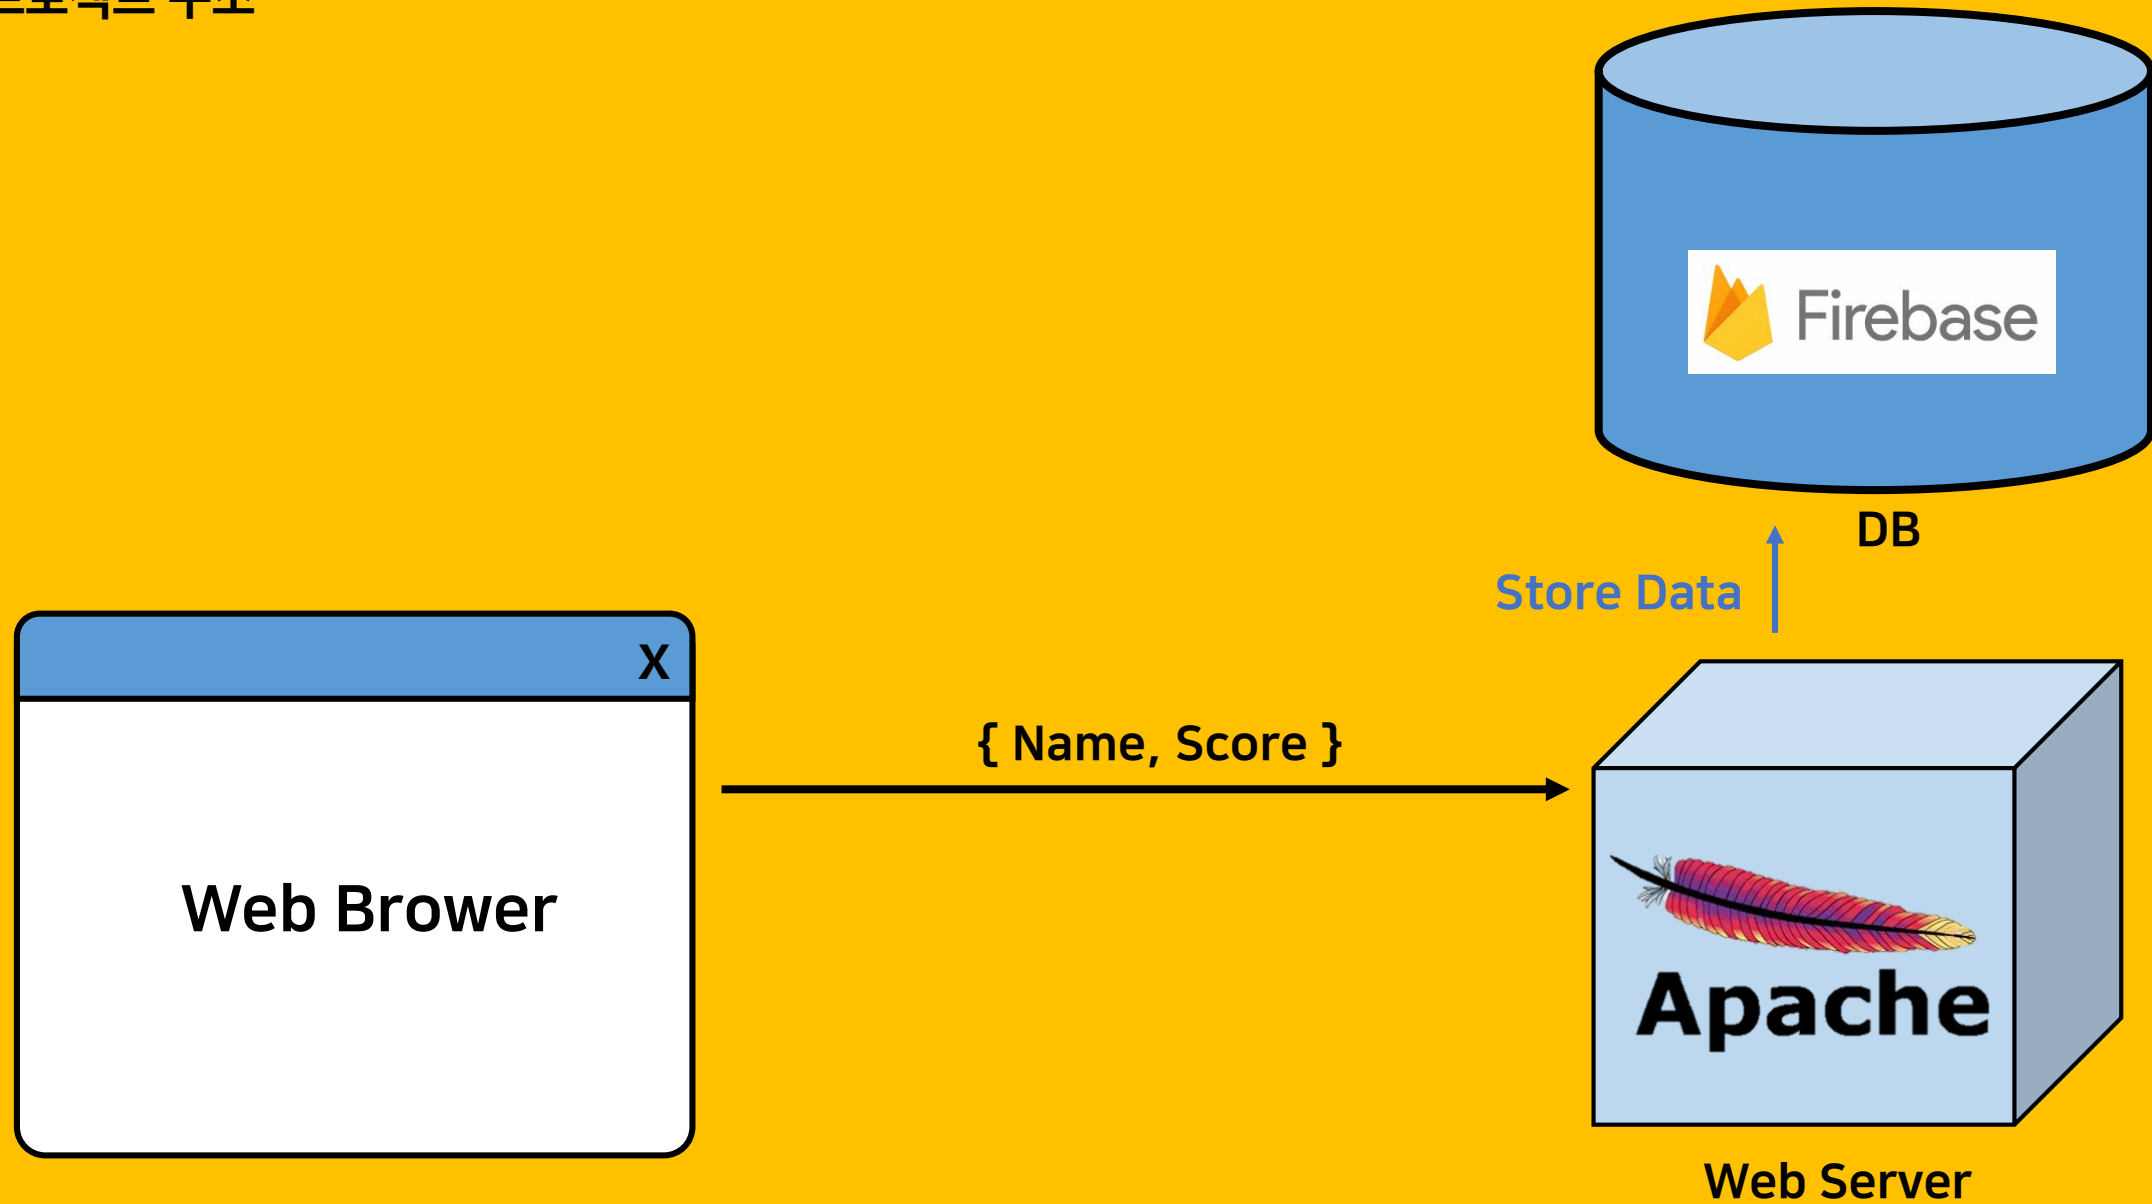 Firebase
DB
Store Data
X
{ Name, Score }
Web Brower
Apache
Web Server